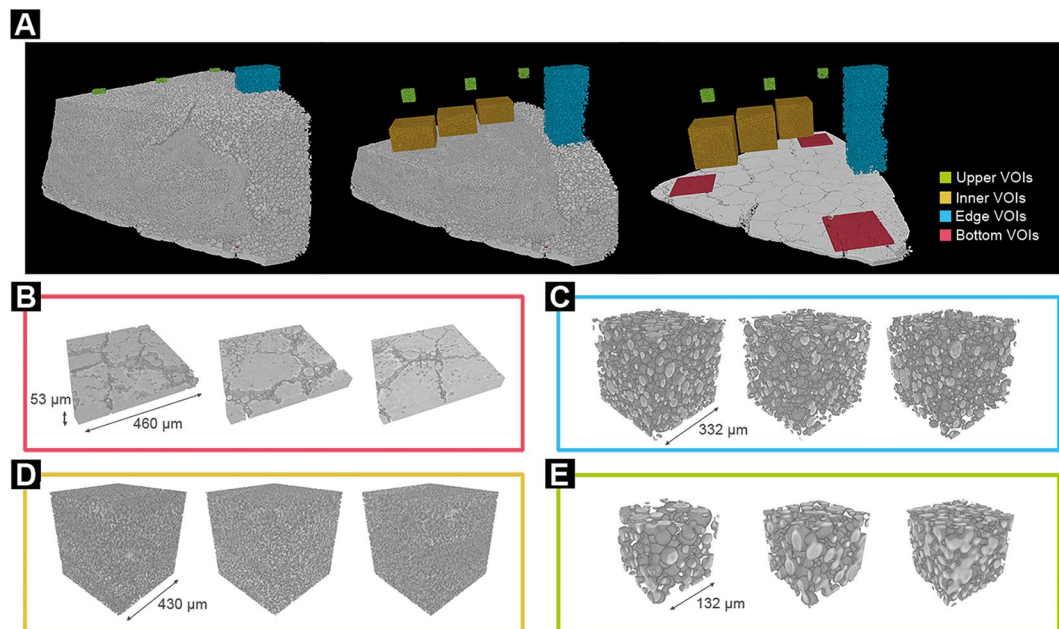 A
Upper VOIs
Inner VOIs
Edge VOIs
Bottom VOIs
B
53 µm
460 µm
C
332 µm
D
430 µm
E
132 µm